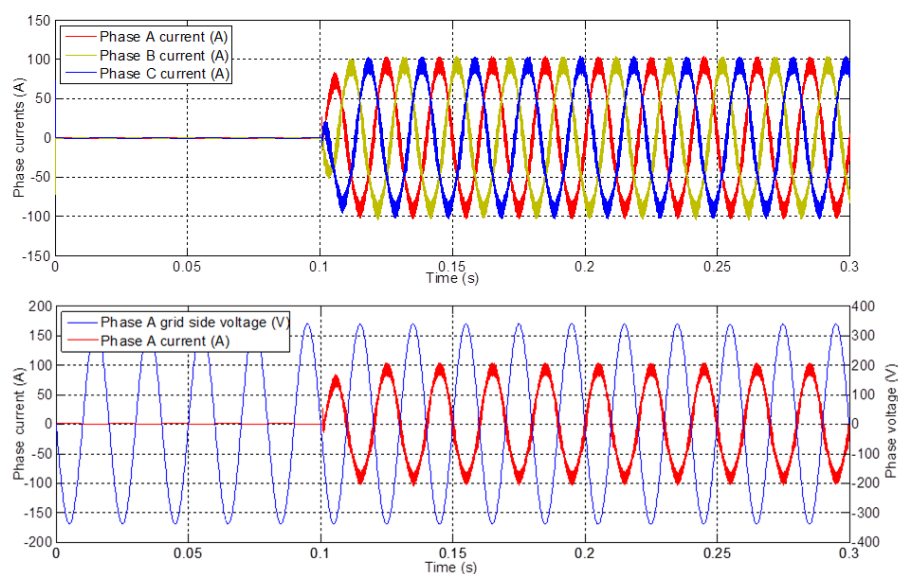 150
100
50
0
-50
-100
-150
Phase currents (A)
Phase A current (A)
Phase B current (A)
Phase C current (A)
0 0.05 0.1 0.15 0.2 0.25 0.3
Time (s)
200
150
100
50
0
-50
-100
-150
-200
Phase current (A)
Phase A grid side voltage (V)
Phase A current (A)
400
300
200
100
0
-100
-200
-300
-400
Phase voltage (V)
0 0.05 0.1 0.15 0.2 0.25 0.3
Time (s)